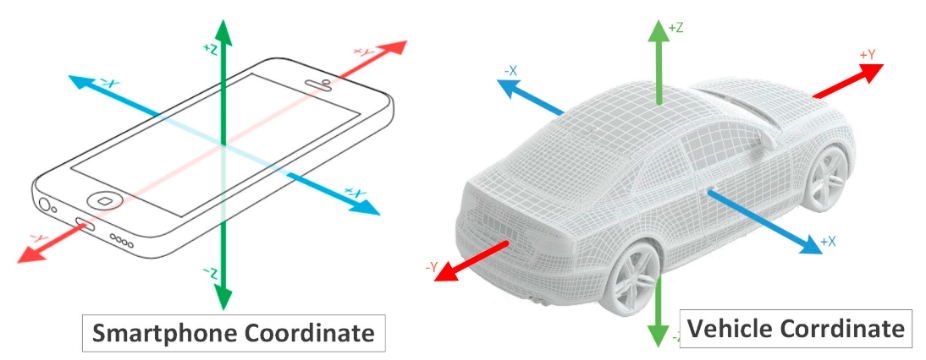 +Z
+Y
-X
+X
-Y
-Z
Smartphone Coordinate
+Z
+Y
-X
+X
-Y
-Z
Vehicle Corrdinate